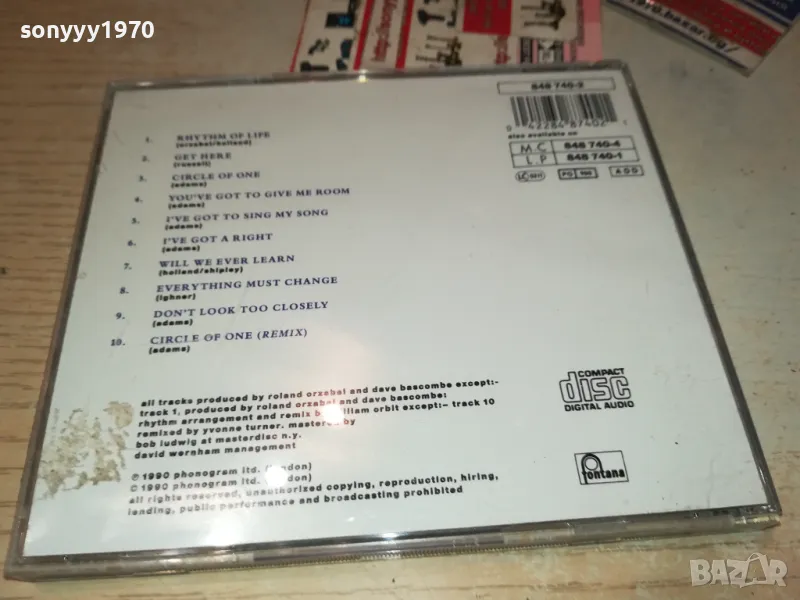 sonyyy1970
848 740-2
0 42284 87402
also available on
M.C 848 740-4
L.P 848 740-1
1. RHYTHM OF LIFE
(orzabal/holland)
2. GET HERE
(russell)
3. CIRCLE OF ONE
(adams)
4. YOU'VE GOT TO GIVE ME ROOM
(adams)
5. I'VE GOT TO SING MY SONG
(adams)
6. I'VE GOT A RIGHT
(adams)
7. WILL WE EVER LEARN
(holland/shipley)
8. EVERYTHING MUST CHANGE
(ighner)
9. DON'T LOOK TOO CLOSELY
(adams)
10. CIRCLE OF ONE (REMIX)
(adams)
all tracks produced by roland orzabal and dave bascombe except:-
track 1, produced by roland orzabal and dave bascombe:
rhythm arrangement and remix by william orbit except:- track 10
remixed by yvonne turner. mastered by
bob ludwig at masterdisc n.y.
david wernham management
℗ 1990 phonogram ltd. (london)
© 1990 phonogram ltd. (london)
all rights reserved, unauthorized copying, reproduction, hiring,
lending, public performance and broadcasting prohibited
COMPACT
disc
DIGITAL AUDIO
fontana
BAZAR